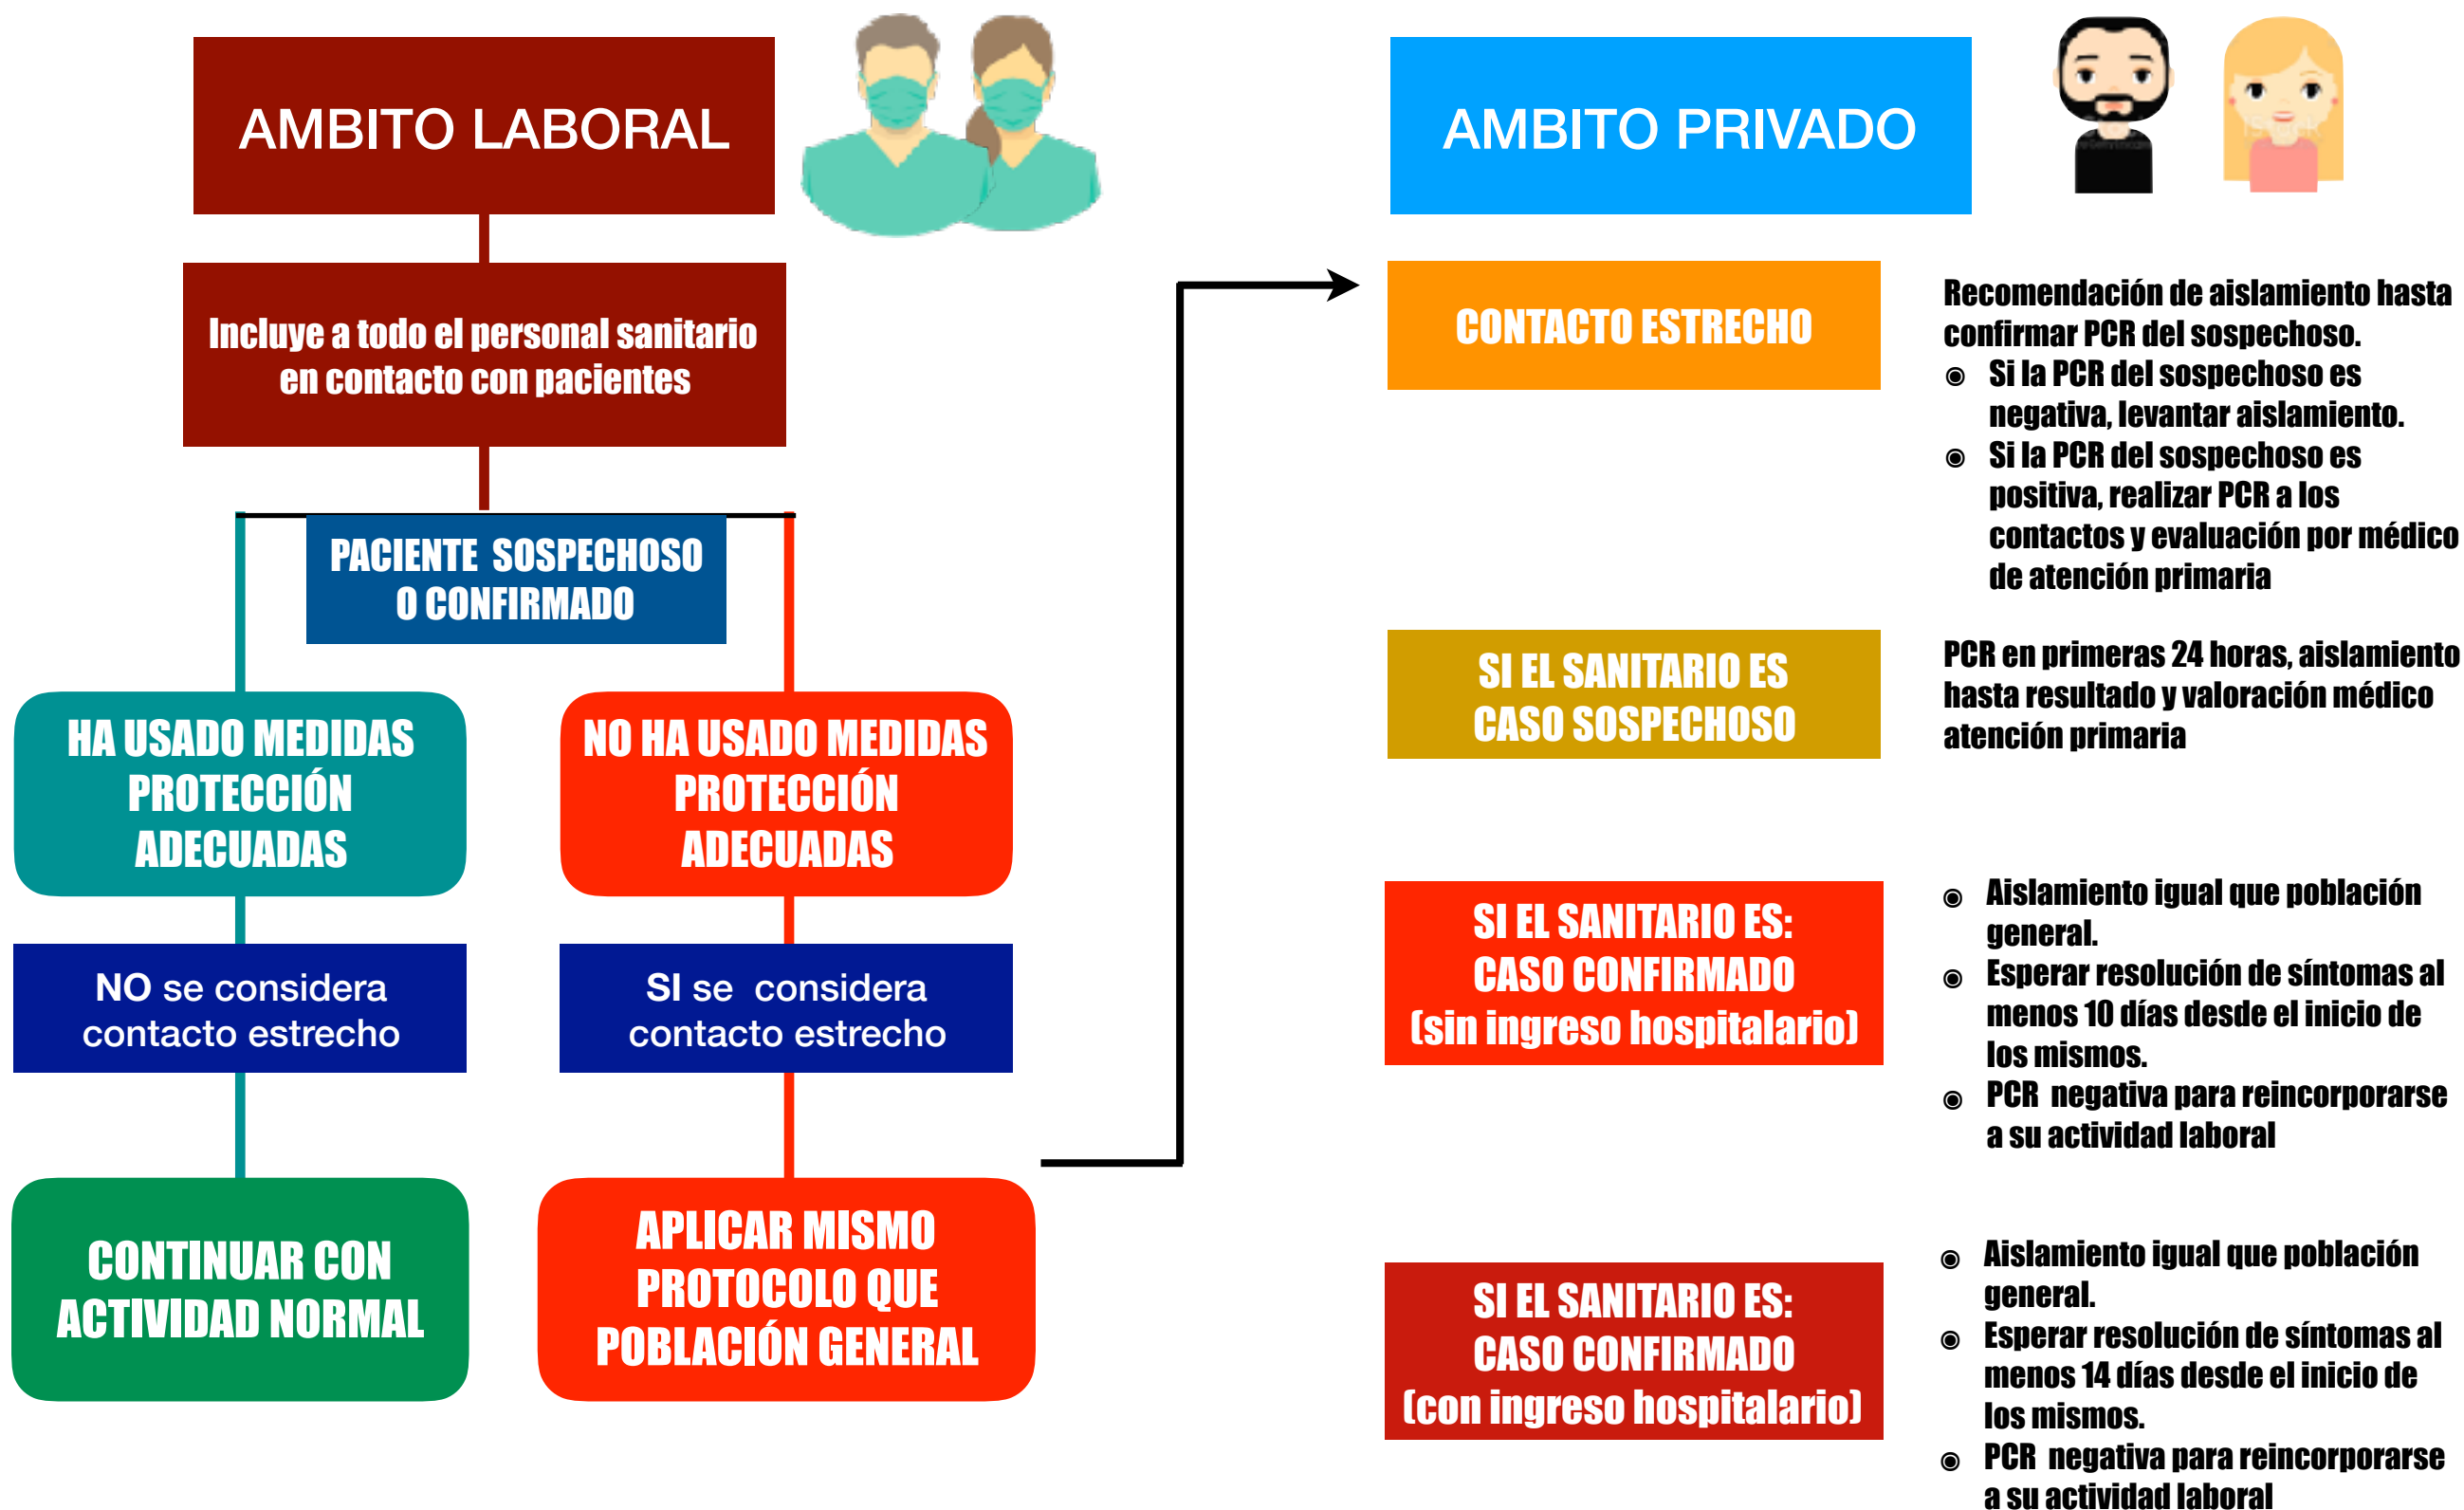 AMBITO LABORAL
Incluye a todo el personal sanitario
en contacto con pacientes
PACIENTE SOSPECHOSO
O CONFIRMADO
HA USADO MEDIDAS
PROTECCIÓN
ADECUADAS
NO HA USADO MEDIDAS
PROTECCIÓN
ADECUADAS
NO se considera
contacto estrecho
SI se considera
contacto estrecho
CONTINUAR CON
ACTIVIDAD NORMAL
APLICAR MISMO
PROTOCOLO QUE
POBLACIÓN GENERAL
AMBITO PRIVADO
CONTACTO ESTRECHO
Recomendación de aislamiento hasta
confirmar PCR del sospechoso.
Si la PCR del sospechoso es
negativa, levantar aislamiento.
Si la PCR del sospechoso es
positiva, realizar PCR a los
contactos y evaluación por médico
de atención primaria
SI EL SANITARIO ES
CASO SOSPECHOSO
PCR en primeras 24 horas, aislamiento
hasta resultado y valoración médico
atención primaria
SI EL SANITARIO ES:
CASO CONFIRMADO
(sin ingreso hospitalario)
Aislamiento igual que población
general.
Esperar resolución de síntomas al
menos 10 días desde el inicio de
los mismos.
PCR negativa para reincorporarse
a su actividad laboral
SI EL SANITARIO ES:
CASO CONFIRMADO
(con ingreso hospitalario)
Aislamiento igual que población
general.
Esperar resolución de síntomas al
menos 14 días desde el inicio de
los mismos.
PCR negativa para reincorporarse
a su actividad laboral